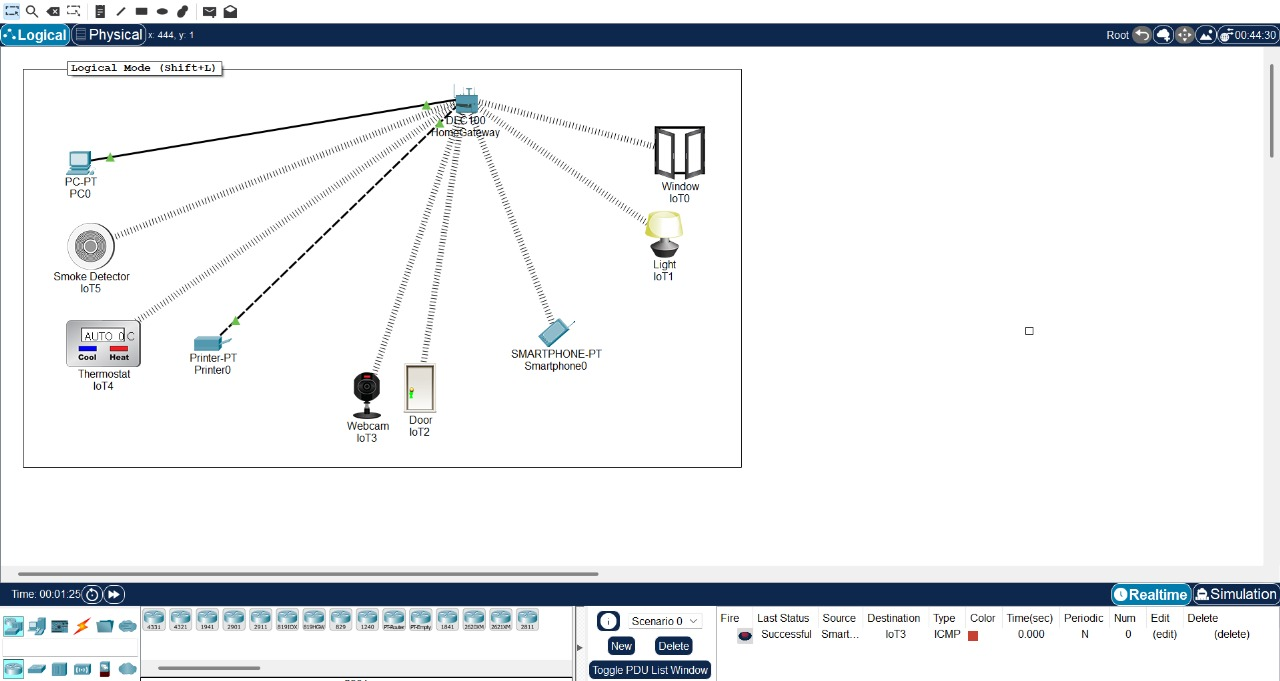 Logical
Physical
x: 444, y: 1
Root
00:44:30
Logical Mode (Shift+L)
DLC100
HomeGateway
PC-PT
PC0
Window
IoT0
Smoke Detector
IoT5
Light
IoT1
AUTO 0 C
Cool
Heat
Thermostat
IoT4
Printer-PT
Printer0
SMARTPHONE-PT
Smartphone0
Webcam
IoT3
Door
IoT2
Time: 00:01:25
Realtime
Simulation
4331 4321 1941 2901 2911 819IOX 819HGW 829 1240 PT-Router PT-Empty 1841 2620XM 2621XM 2811
Scenario 0
New
Delete
Toggle PDU List Window
Fire Last Status Source Destination Type Color Time(sec) Periodic Num Edit Delete
Successful Smart... IoT3 ICMP 0.000 N 0 (edit) (delete)